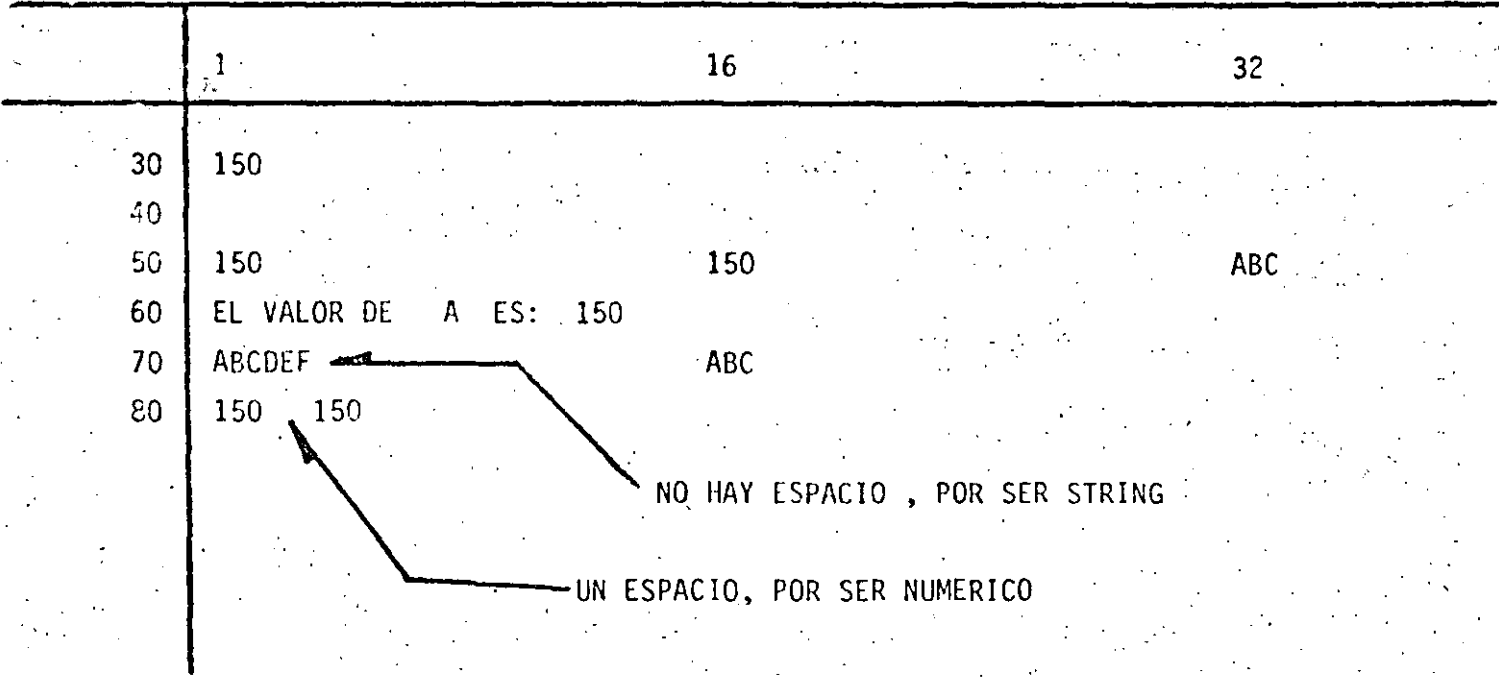 1 16 32
30 150
40
50 150 150 ABC
60 EL VALOR DE A ES: 150
70 ABCDEF ABC
80 150 150
NO HAY ESPACIO , POR SER STRING
UN ESPACIO, POR SER NUMERICO